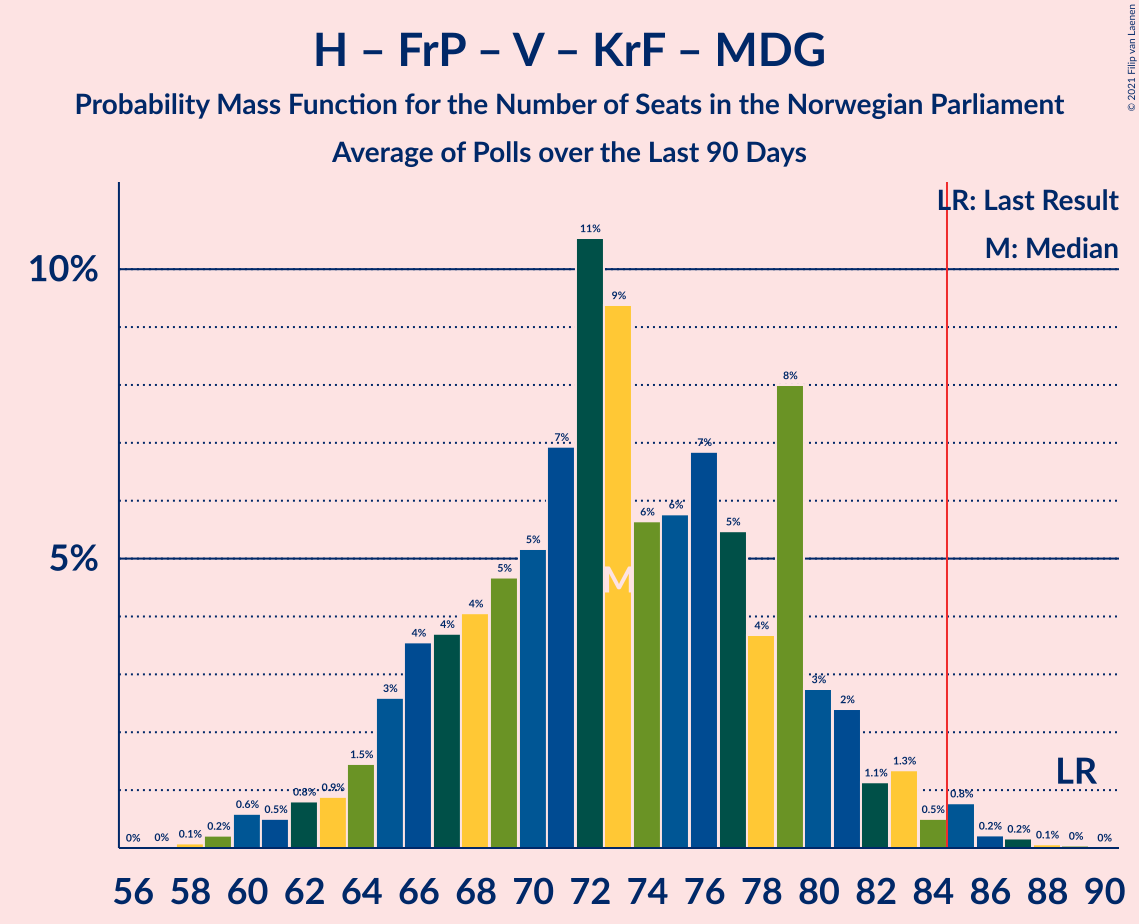 H – FrP – V – KrF – MDG
Probability Mass Function for the Number of Seats in the Norwegian Parliament
Average of Polls over the Last 90 Days
© 2021 Filip van Laenen
LR: Last Result
M: Median
10%
5%
0% 0% 0.1% 0.2% 0.6% 0.5% 0.8% 0.9% 1.5% 3% 4% 4% 4% 5% 5% 7% 11% 9% 6% 6% 7% 5% 4% 8% 3% 2% 1.1% 1.3% 0.5% 0.8% 0.2% 0.2% 0.1% 0% 0%
M
LR
56 58 60 62 64 66 68 70 72 74 76 78 80 82 84 86 88 90